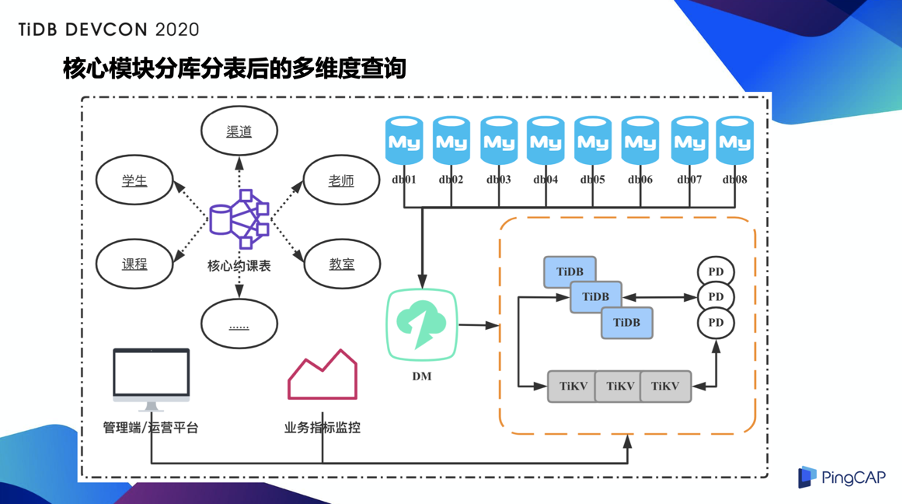 TiDB DEVCON 2020
核心模块分库分表后的多维度查询
渠道
学生
老师
核心约课表
课程
教室
......
My My My My My My My My
db01 db02 db03 db04 db05 db06 db07 db08
TiDB
TiDB
TiDB
PD
PD
PD
DM
TiKV TiKV TiKV
管理端/运营平台
业务指标监控
PingCAP